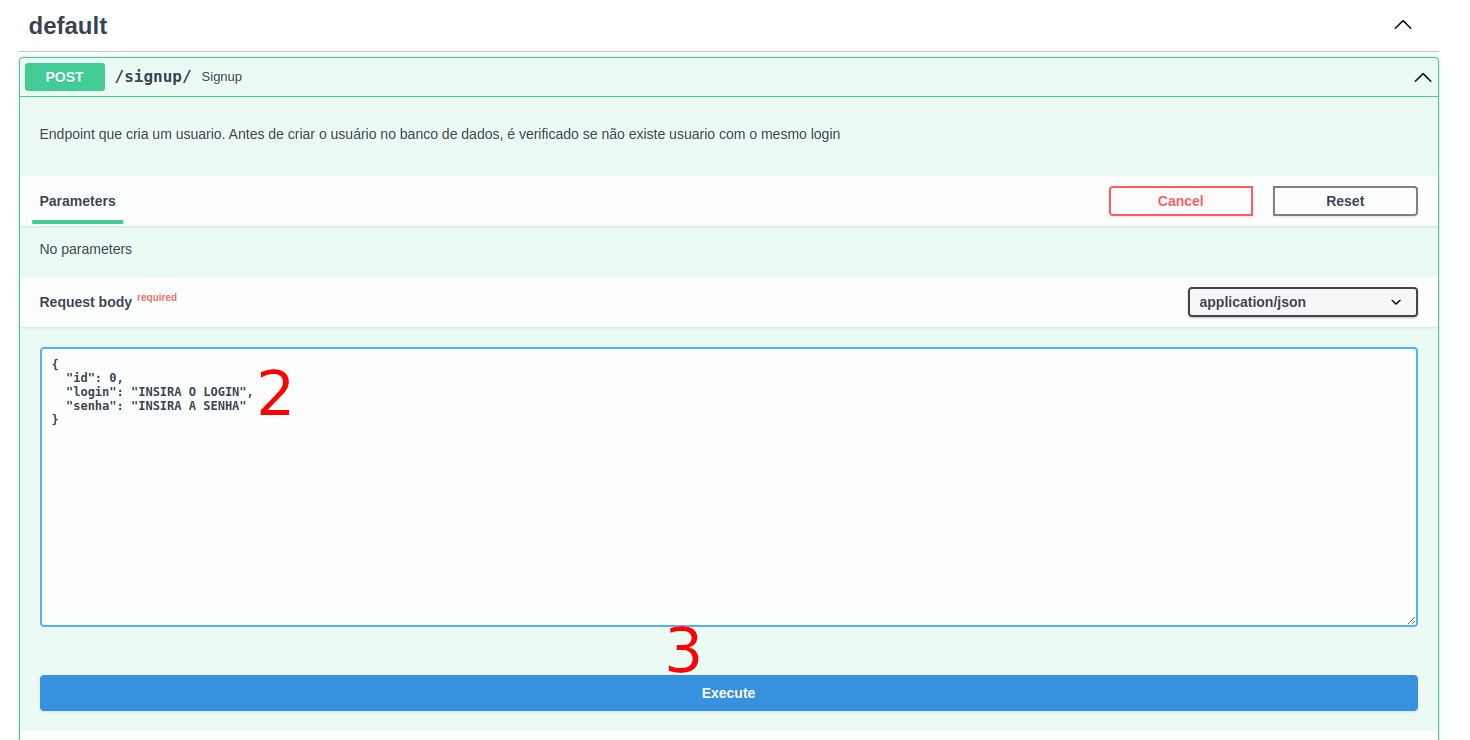 default
POST /signup/ Signup
Endpoint que cria um usuario. Antes de criar o usuário no banco de dados, é verificado se não existe usuario com o mesmo login
Parameters Cancel Reset
No parameters
Request body required application/json
{
"id": 0,
"login": "INSIRA O LOGIN",
"senha": "INSIRA A SENHA"
}
2
3
Execute